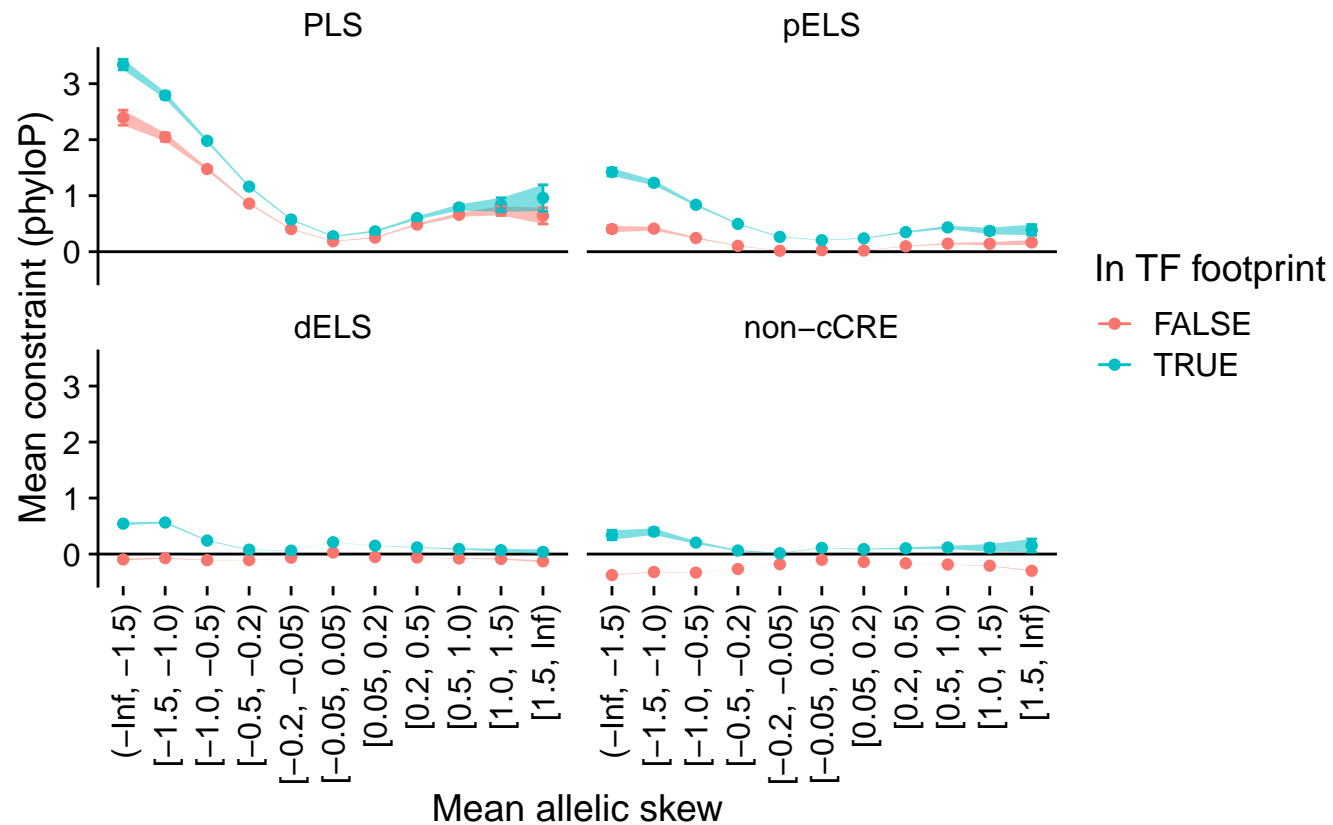 PLS
pELS
Mean constraint (phyloP)
3
2
1
0
dELS
non−cCRE
3
2
1
0
(−Inf, −1.5)
[−1.5, −1.0)
[−1.0, −0.5)
[−0.5, −0.2)
[−0.2, −0.05)
[−0.05, 0.05)
[0.05, 0.2)
[0.2, 0.5)
[0.5, 1.0)
[1.0, 1.5)
[1.5, Inf)
(−Inf, −1.5)
[−1.5, −1.0)
[−1.0, −0.5)
[−0.5, −0.2)
[−0.2, −0.05)
[−0.05, 0.05)
[0.05, 0.2)
[0.2, 0.5)
[0.5, 1.0)
[1.0, 1.5)
[1.5, Inf)
Mean allelic skew
In TF footprint
FALSE
TRUE